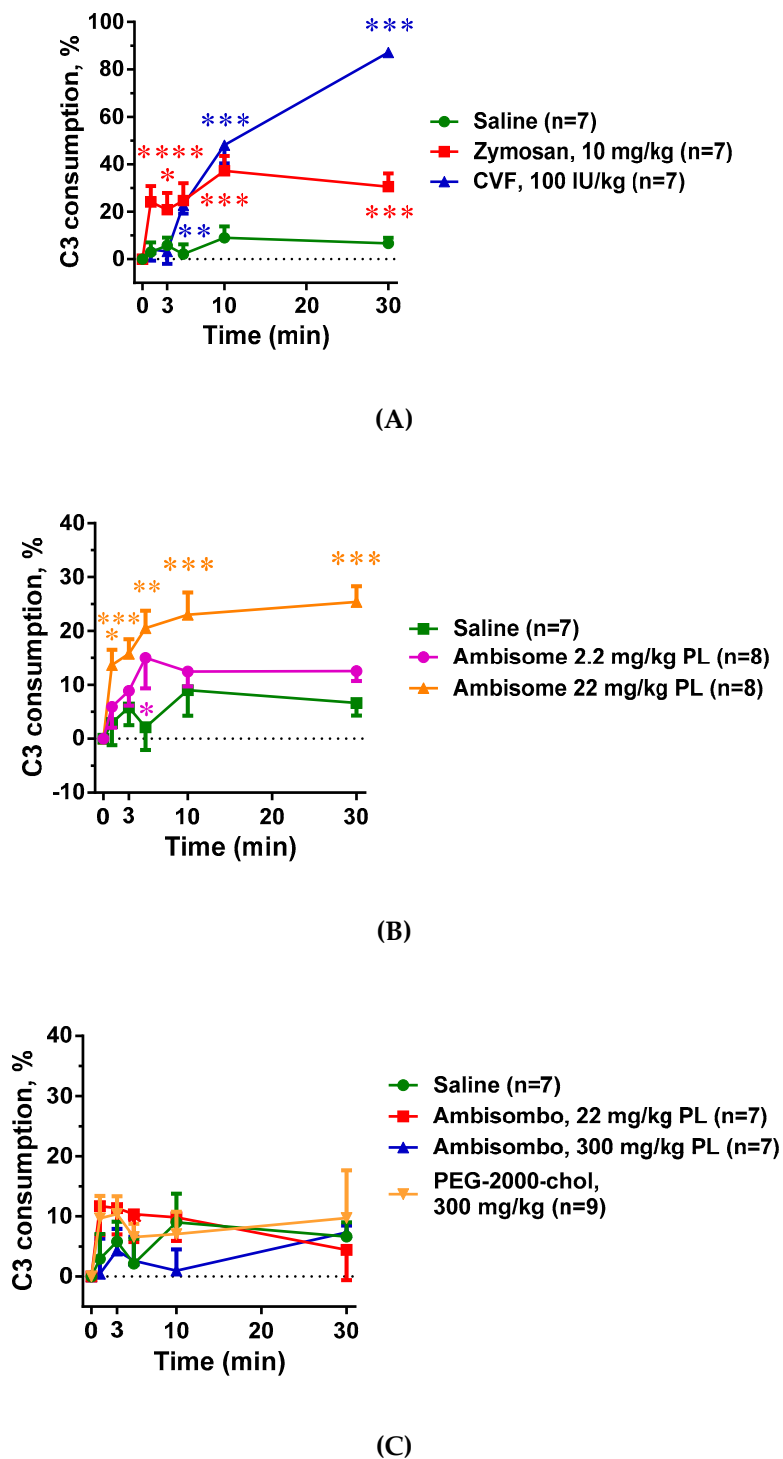 100
80
60
40
20
0
C3 consumption, %
0 3 10 20 30
Time (min)
* * * *
*
* * *
* * *
* *
* * *
* * *
Saline (n=7)
Zymosan, 10 mg/kg (n=7)
CVF, 100 IU/kg (n=7)
(A)
40
30
20
10
0
-10
C3 consumption, %
0 3 10 20 30
Time (min)
* * *
*
* *
* * *
* * *
*
Saline (n=7)
Ambisome 2.2 mg/kg PL (n=8)
Ambisome 22 mg/kg PL (n=8)
(B)
40
30
20
10
0
C3 consumption, %
0 3 10 20 30
Time (min)
Saline (n=7)
Ambisombo, 22 mg/kg PL (n=7)
Ambisombo, 300 mg/kg PL (n=7)
PEG-2000-chol,
300 mg/kg (n=9)
(C)